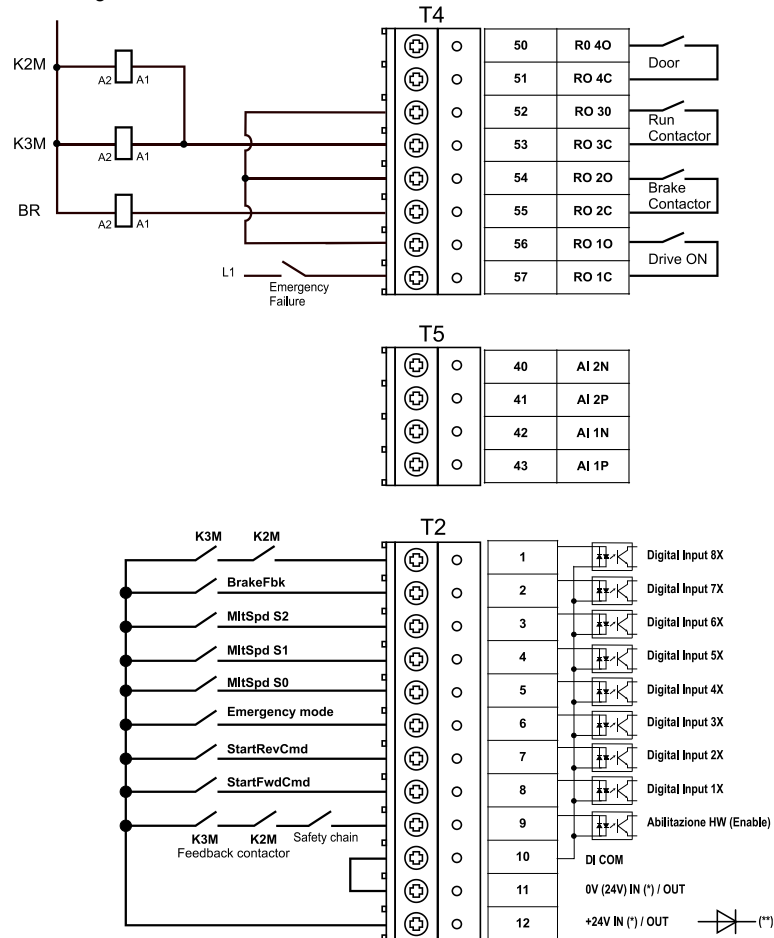 T4
50 R0 4O Door
51 RO 4C
52 RO 30 Run
53 RO 3C Contactor
54 RO 2O Brake
55 RO 2C Contactor
56 RO 1O Drive ON
57 RO 1C
K2M A2 A1
K3M A2 A1
BR A2 A1
L1 Emergency
Failure
T5
40 AI 2N
41 AI 2P
42 AI 1N
43 AI 1P
T2
K3M K2M 1 Digital Input 8X
BrakeFbk 2 Digital Input 7X
MltSpd S2 3 Digital Input 6X
MltSpd S1 4 Digital Input 5X
MltSpd S0 5 Digital Input 4X
Emergency mode 6 Digital Input 3X
StartRevCmd 7 Digital Input 2X
StartFwdCmd 8 Digital Input 1X
K3M K2M Safety chain 9 Abilitazione HW (Enable)
Feedback contactor
10 DI COM
11 0V (24V) IN (*) / OUT
12 +24V IN (*) / OUT (**)